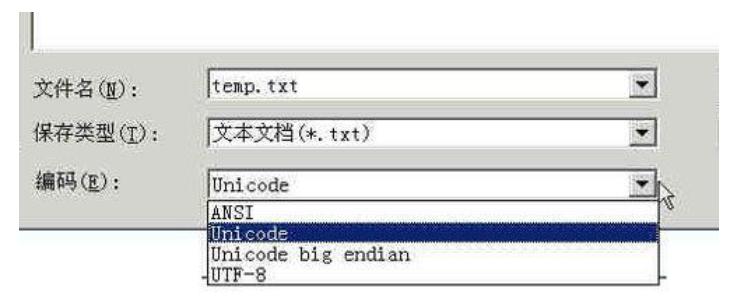 文件名(N): temp.txt
保存类型(T): 文本文档(*.txt)
编码(E): Unicode
ANSI
Unicode
Unicode big endian
UTF-8